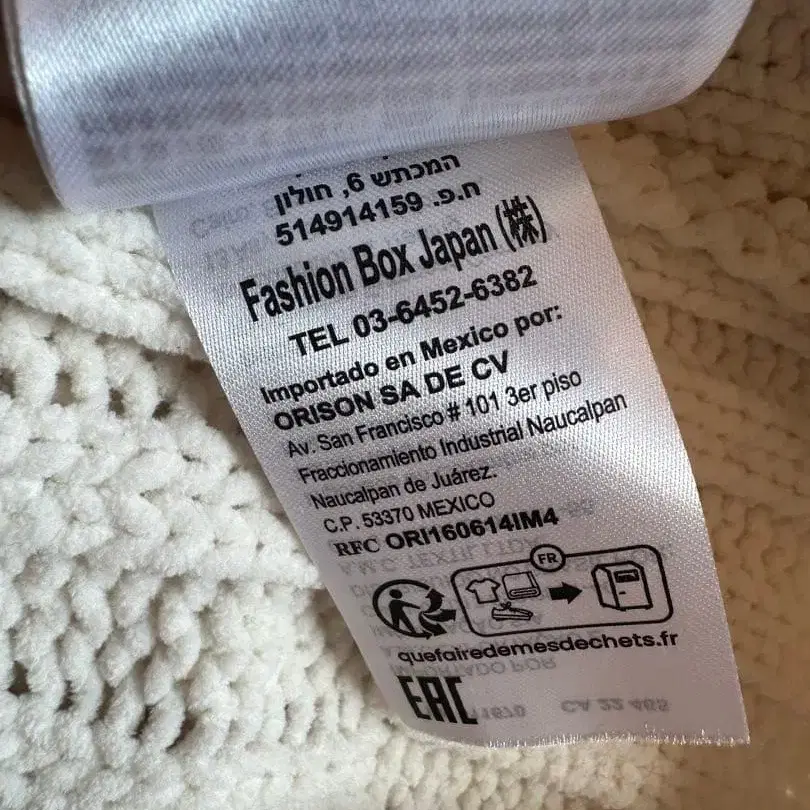 המכתש 6, חולון
ח.פ. 514914159
Fashion Box Japan (株)
TEL 03-6452-6382
Importado en Mexico por:
ORISON SA DE CV
Av. San Francisco # 101 3er piso
Fraccionamiento Industrial Naucalpan
Naucalpan de Juárez.
C.P. 53370 MEXICO
RFC ORI160614IM4
FR
quefairedemesdechets.fr
EAC